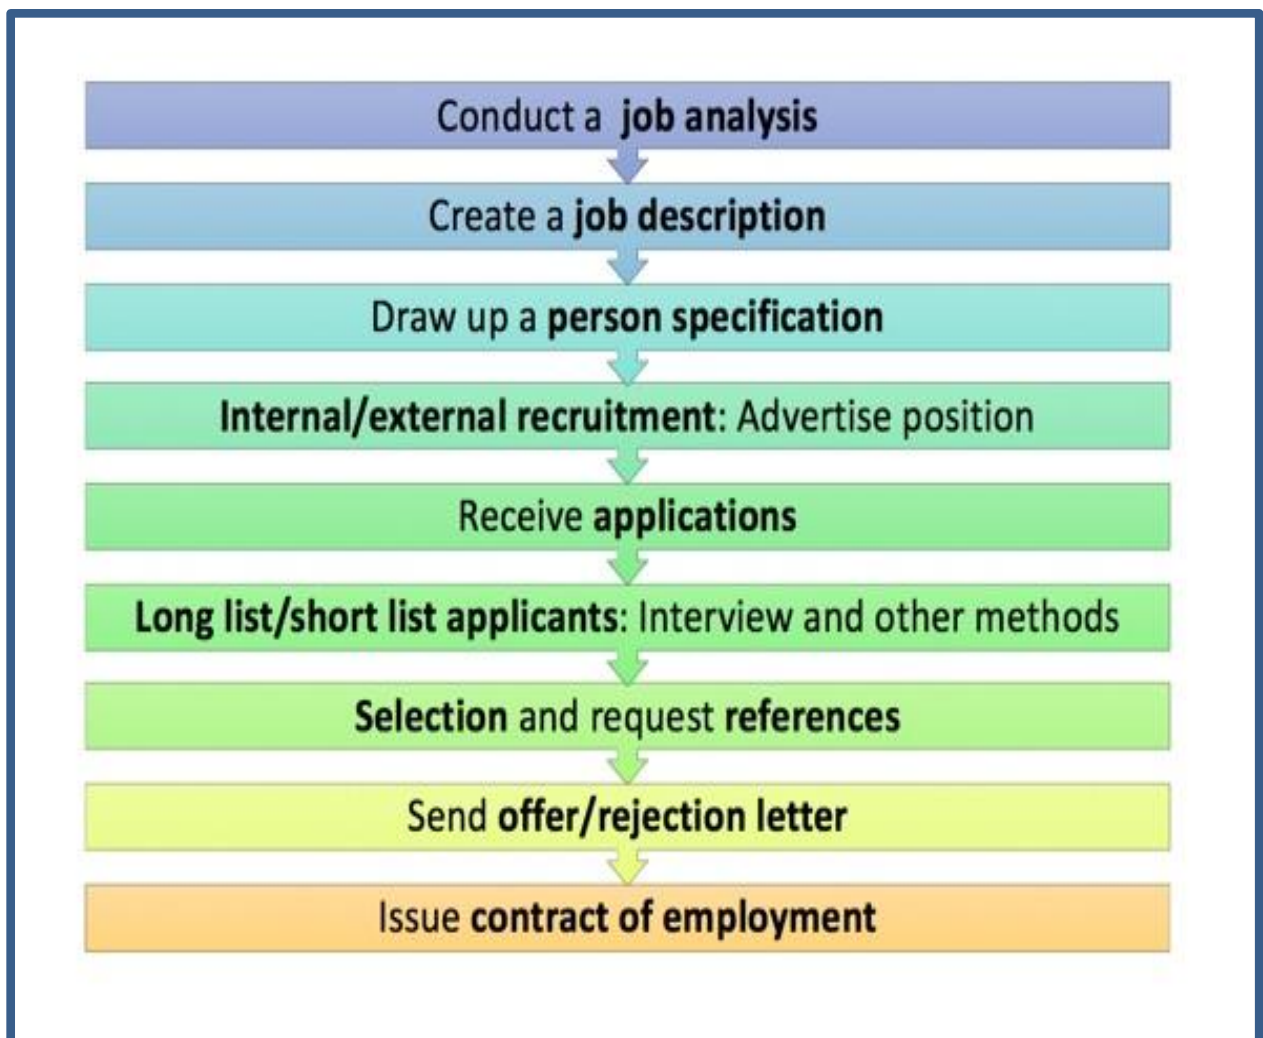 Conduct a job analysis
Create a job description
Draw up a person specification
Internal/external recruitment: Advertise position
Receive applications
Long list/short list applicants: Interview and other methods
Selection and request references
Send offer/rejection letter
Issue contract of employment